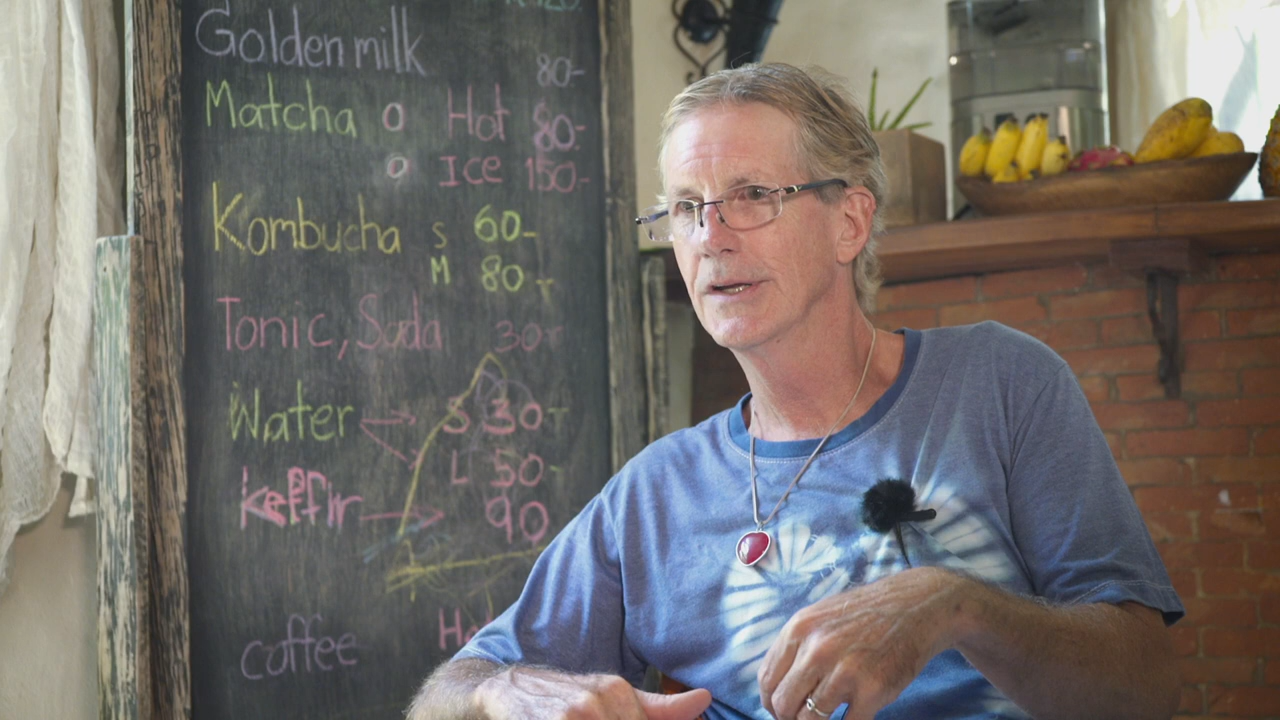 Golden milk 80-
Matcha o Hot 80-
o Ice 150-
Kombucha S 60-
M 80-
Tonic, Soda 30-
Water S 30-
L 50-
Keffir 90
coffee